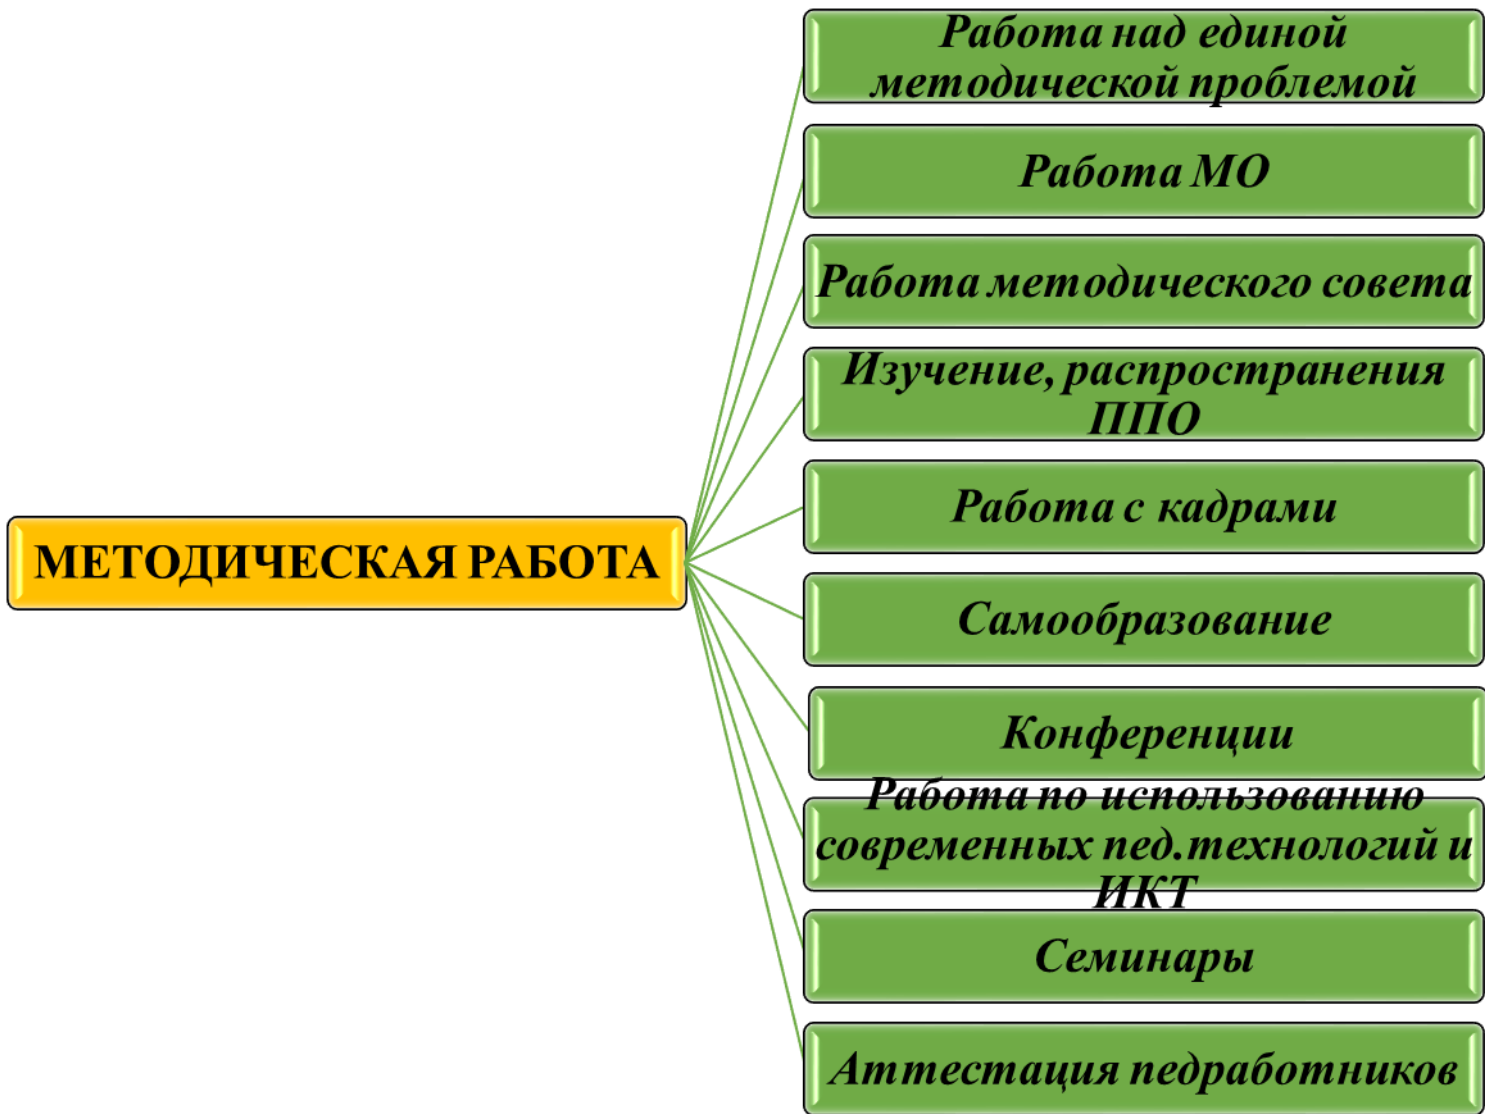 Работа над единой
методической проблемой
Работа МО
Работа методического совета
Изучение, распространения
ППО
Работа с кадрами
МЕТОДИЧЕСКАЯ РАБОТА
Самообразование
Конференции
Работа по использованию
современных пед.технологий и
ИКТ
Семинары
Аттестация педработников